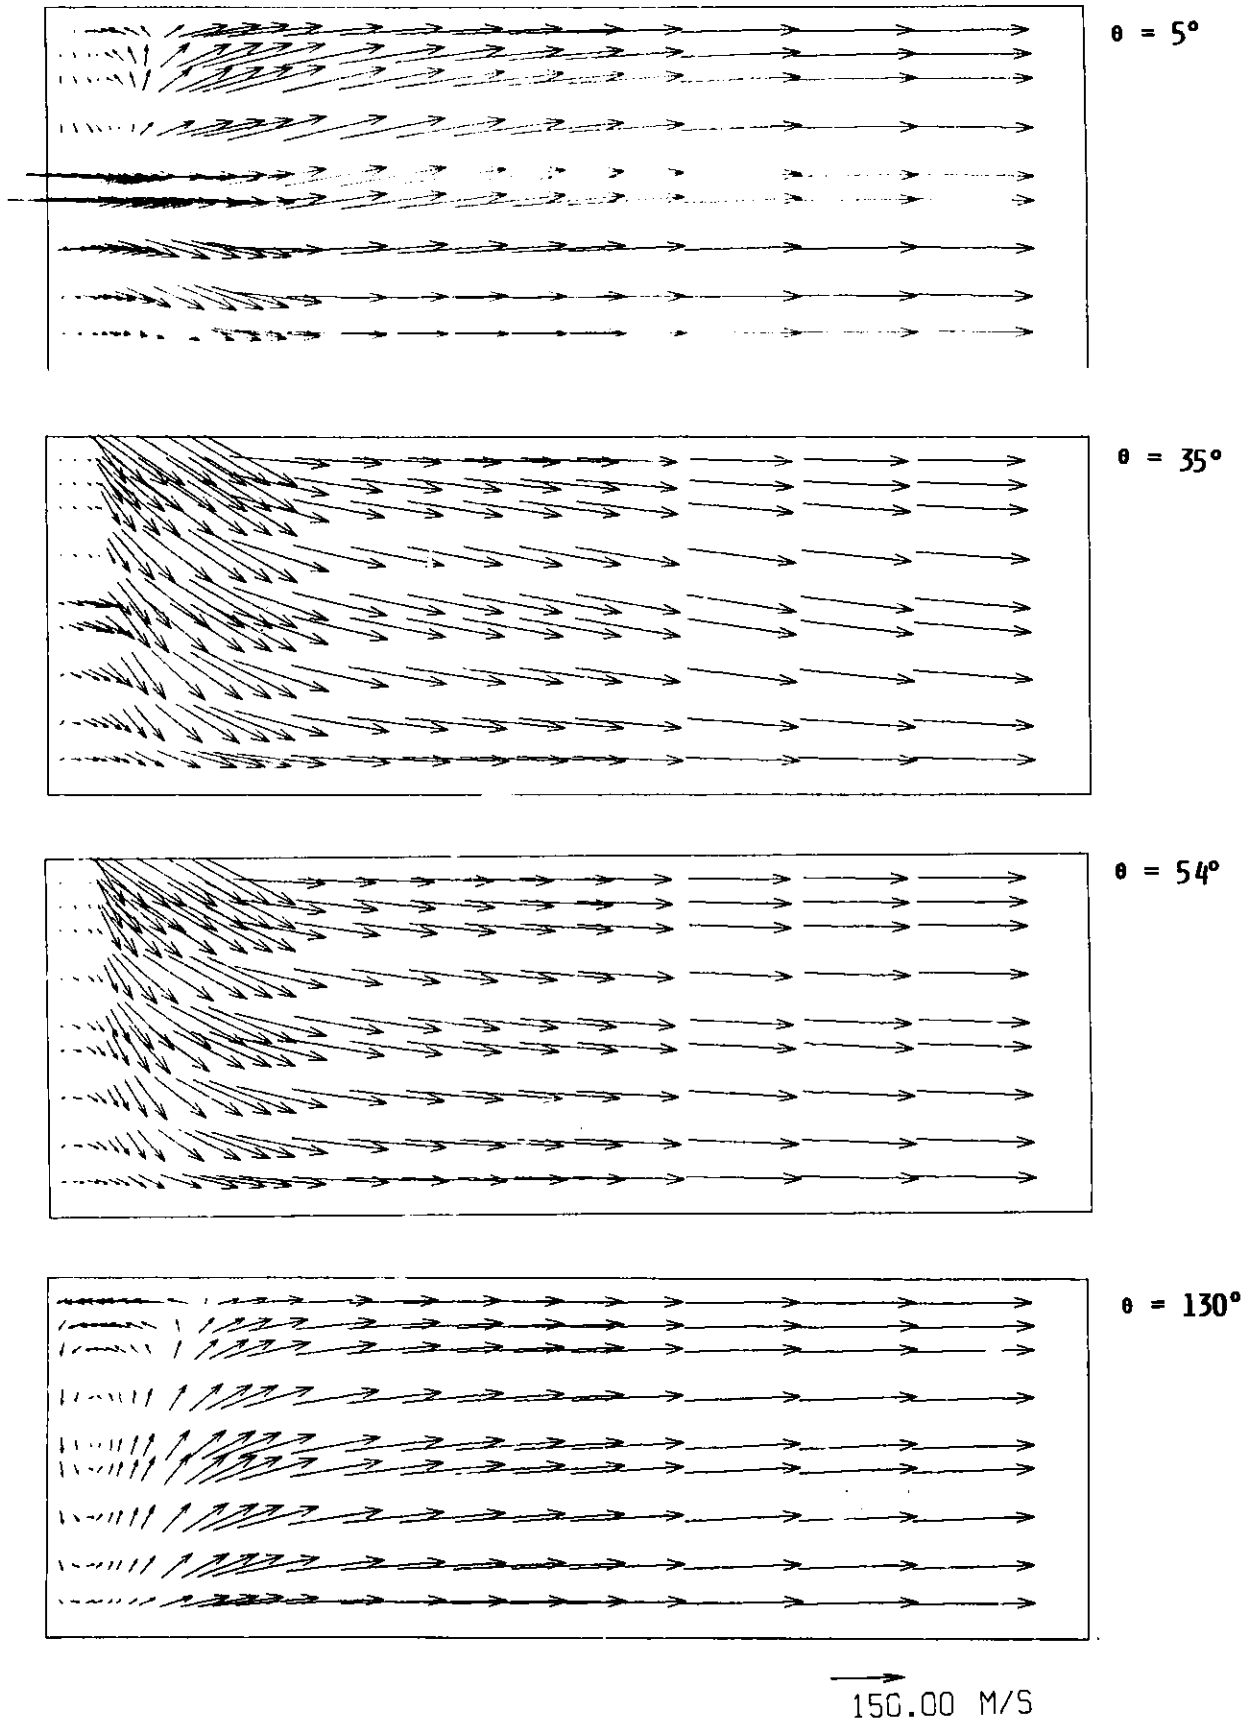 θ = 5°
θ = 35°
θ = 54°
θ = 130°
150.00 M/S